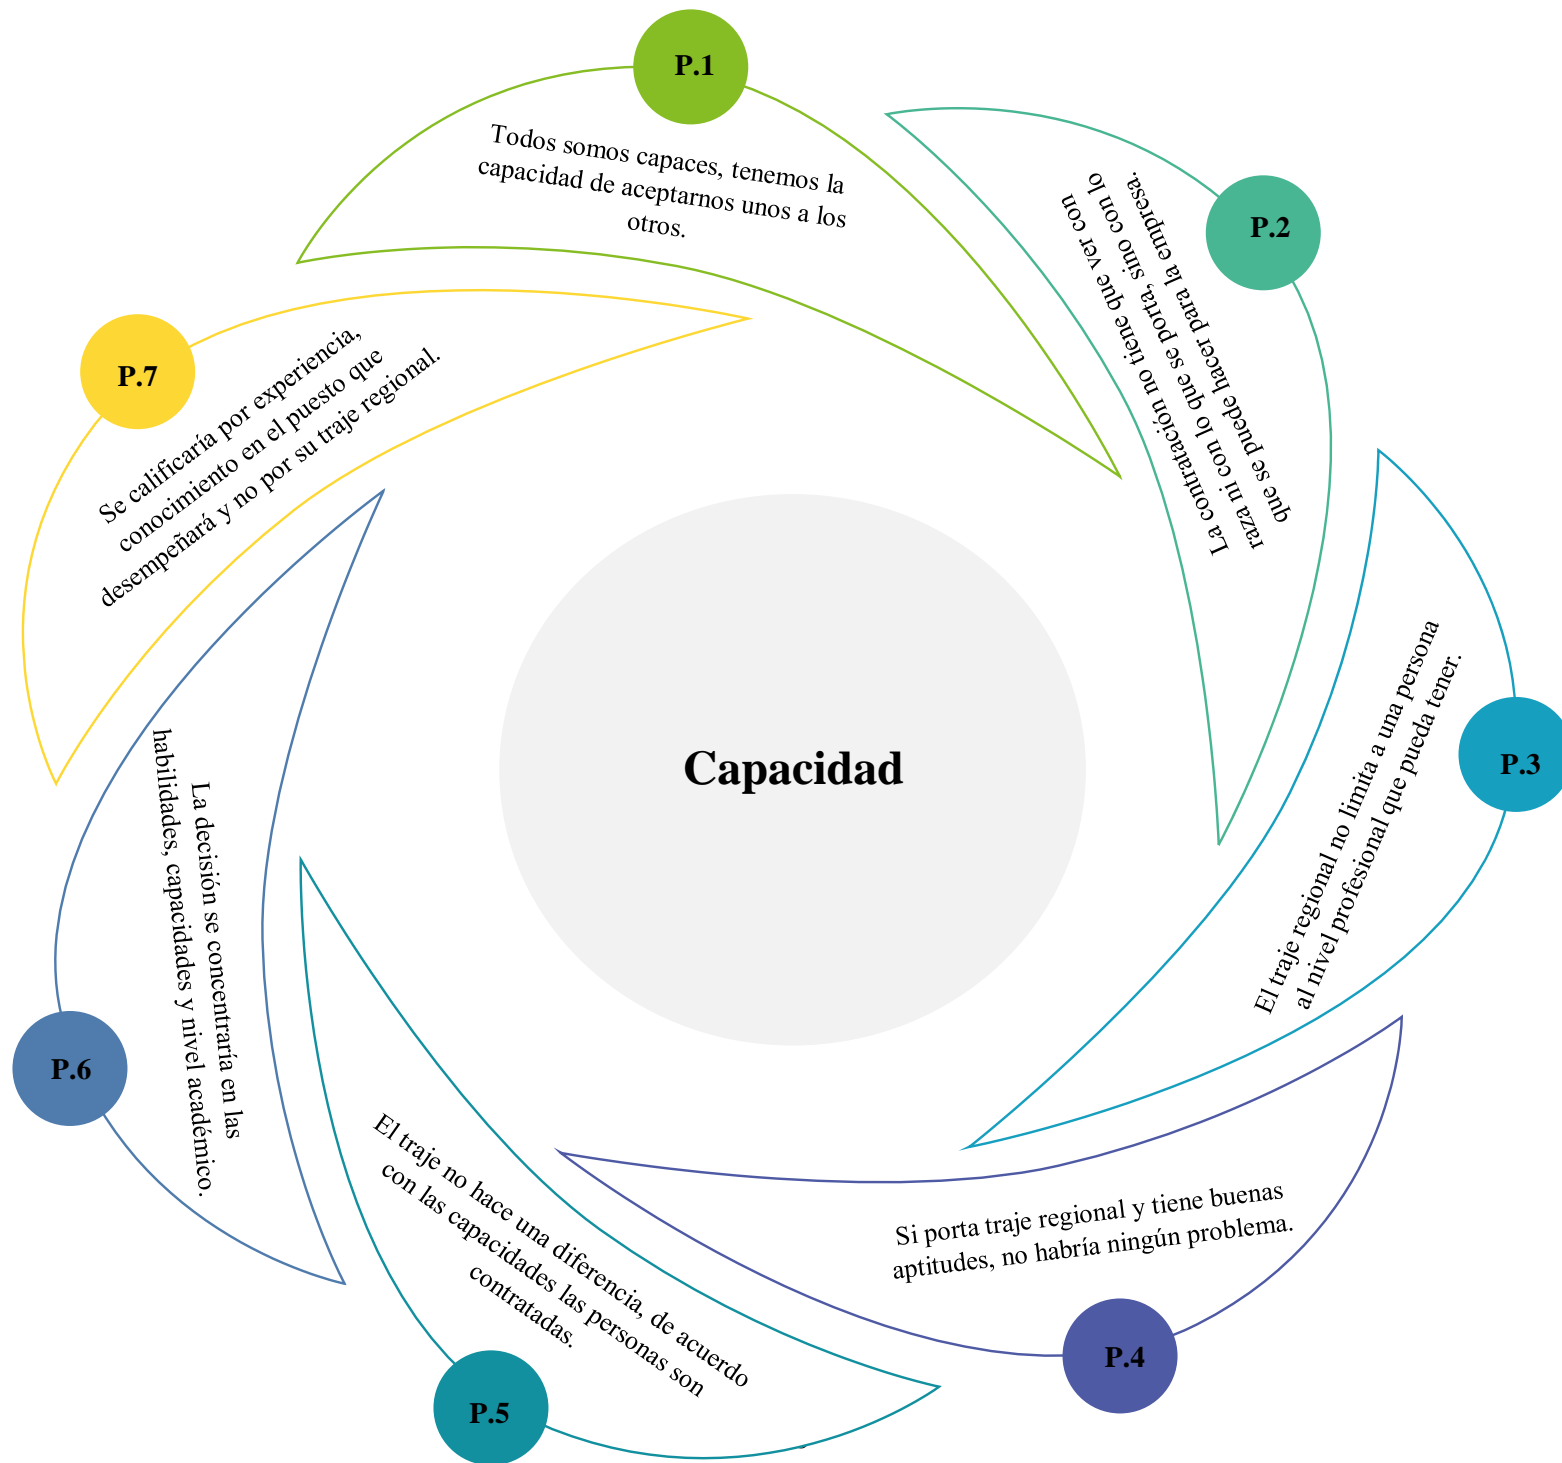 P.1
Todos somos capaces, tenemos la
capacidad de aceptarnos unos a los
otros.
P.2
La contratación no tiene que ver con
raza ni con lo que se porta, sino con lo
que se puede hacer para la empresa.
P.3
El traje regional no limita a una persona
al nivel profesional que pueda tener.
P.4
Si porta traje regional y tiene buenas
aptitudes, no habría ningún problema.
P.5
El traje no hace una diferencia, de acuerdo
con las capacidades las personas son
contratadas.
P.6
La decisión se concentraría en las
habilidades, capacidades y nivel académico.
P.7
Se calificaría por experiencia,
conocimiento en el puesto que
desempeñará y no por su traje regional.
Capacidad